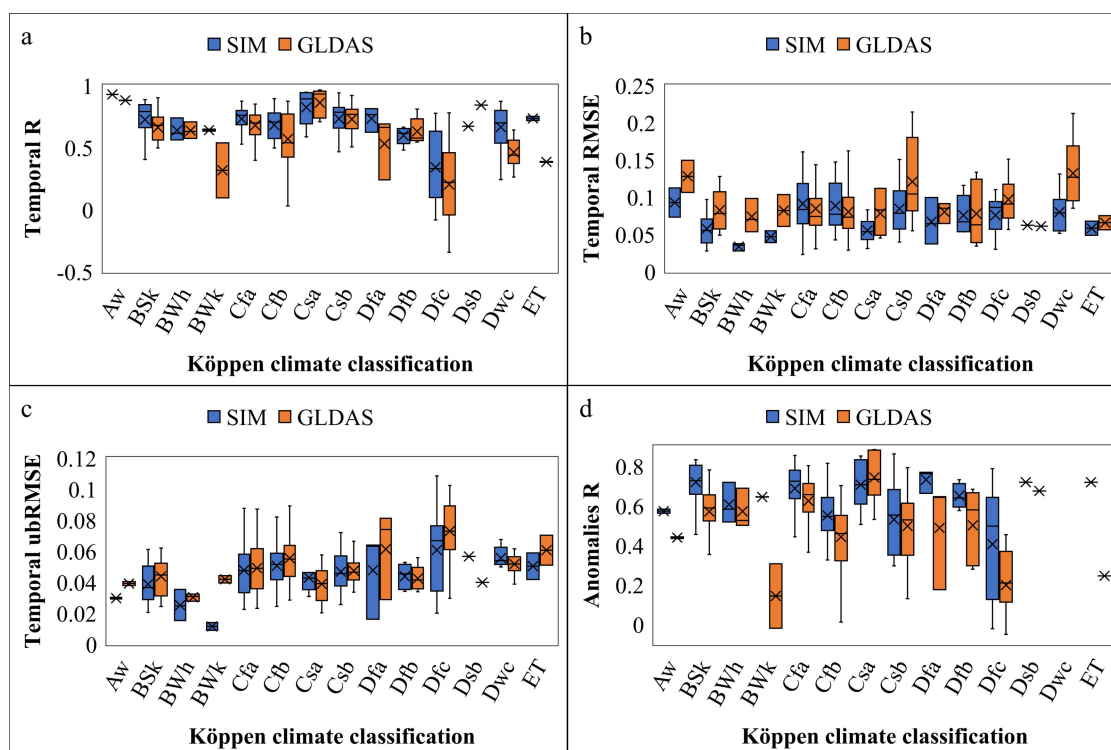 a
SIM GLDAS
Temporal R
1
0.5
0
-0.5
Aw BSk BWh BWk Cfa Cfb Csa Csb Dfa Dfb Dfc Dsb Dwc ET
Köppen climate classification
b
SIM GLDAS
Temporal RMSE
0.25
0.20
0.15
0.10
0.05
0
Aw BSk BWh BWk Cfa Cfb Csa Csb Dfa Dfb Dfc Dsb Dwc ET
Köppen climate classification
c
SIM GLDAS
Temporal ubRMSE
0.12
0.10
0.08
0.06
0.04
0.02
0
Aw BSk BWh BWk Cfa Cfb Csa Csb Dfa Dfb Dfc Dsb Dwc ET
Köppen climate classification
d
SIM GLDAS
Anomalies R
0.8
0.6
0.4
0.2
0
Aw BSk BWh BWk Cfa Cfb Csa Csb Dfa Dfb Dfc Dsb Dwc ET
Köppen climate classification